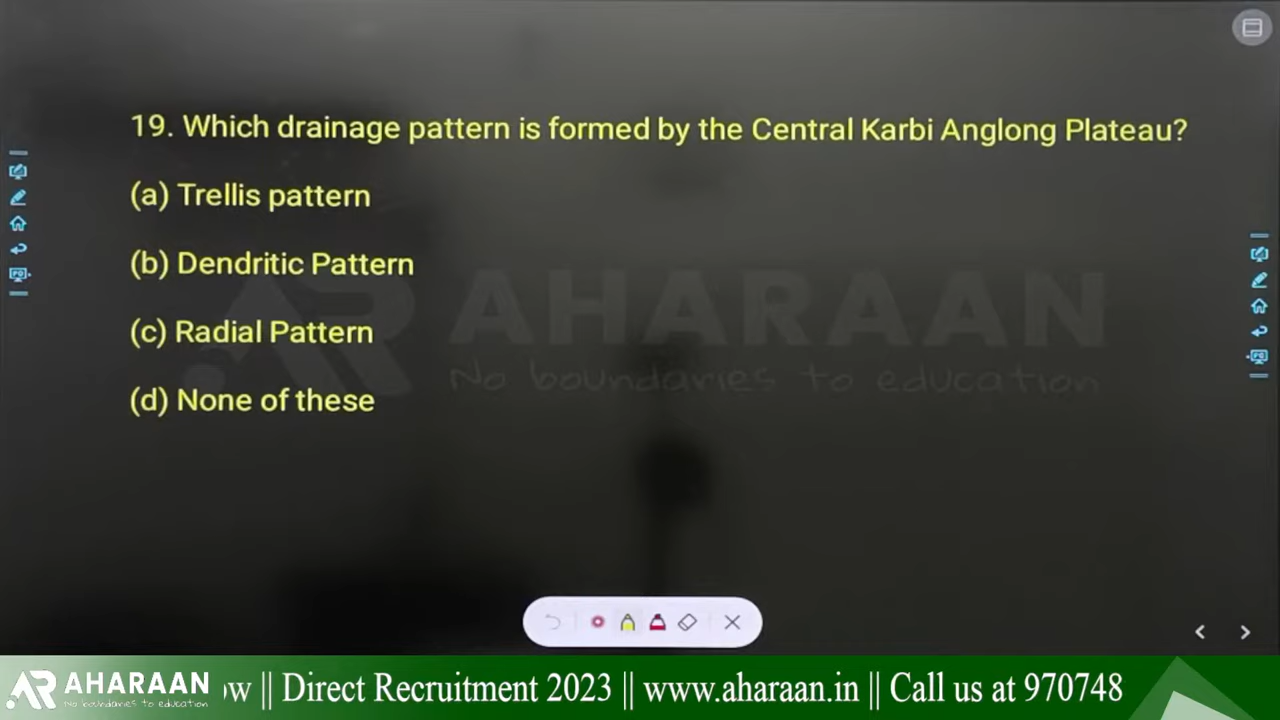 19. Which drainage pattern is formed by the Central Karbi Anglong Plateau?
(a) Trellis pattern
(b) Dendritic Pattern
(c) Radial Pattern
(d) None of these
AHARAAN
No boundaries to education
AHARAAN
No boundaries to education
ow || Direct Recruitment 2023 || www.aharaan.in || Call us at 970748